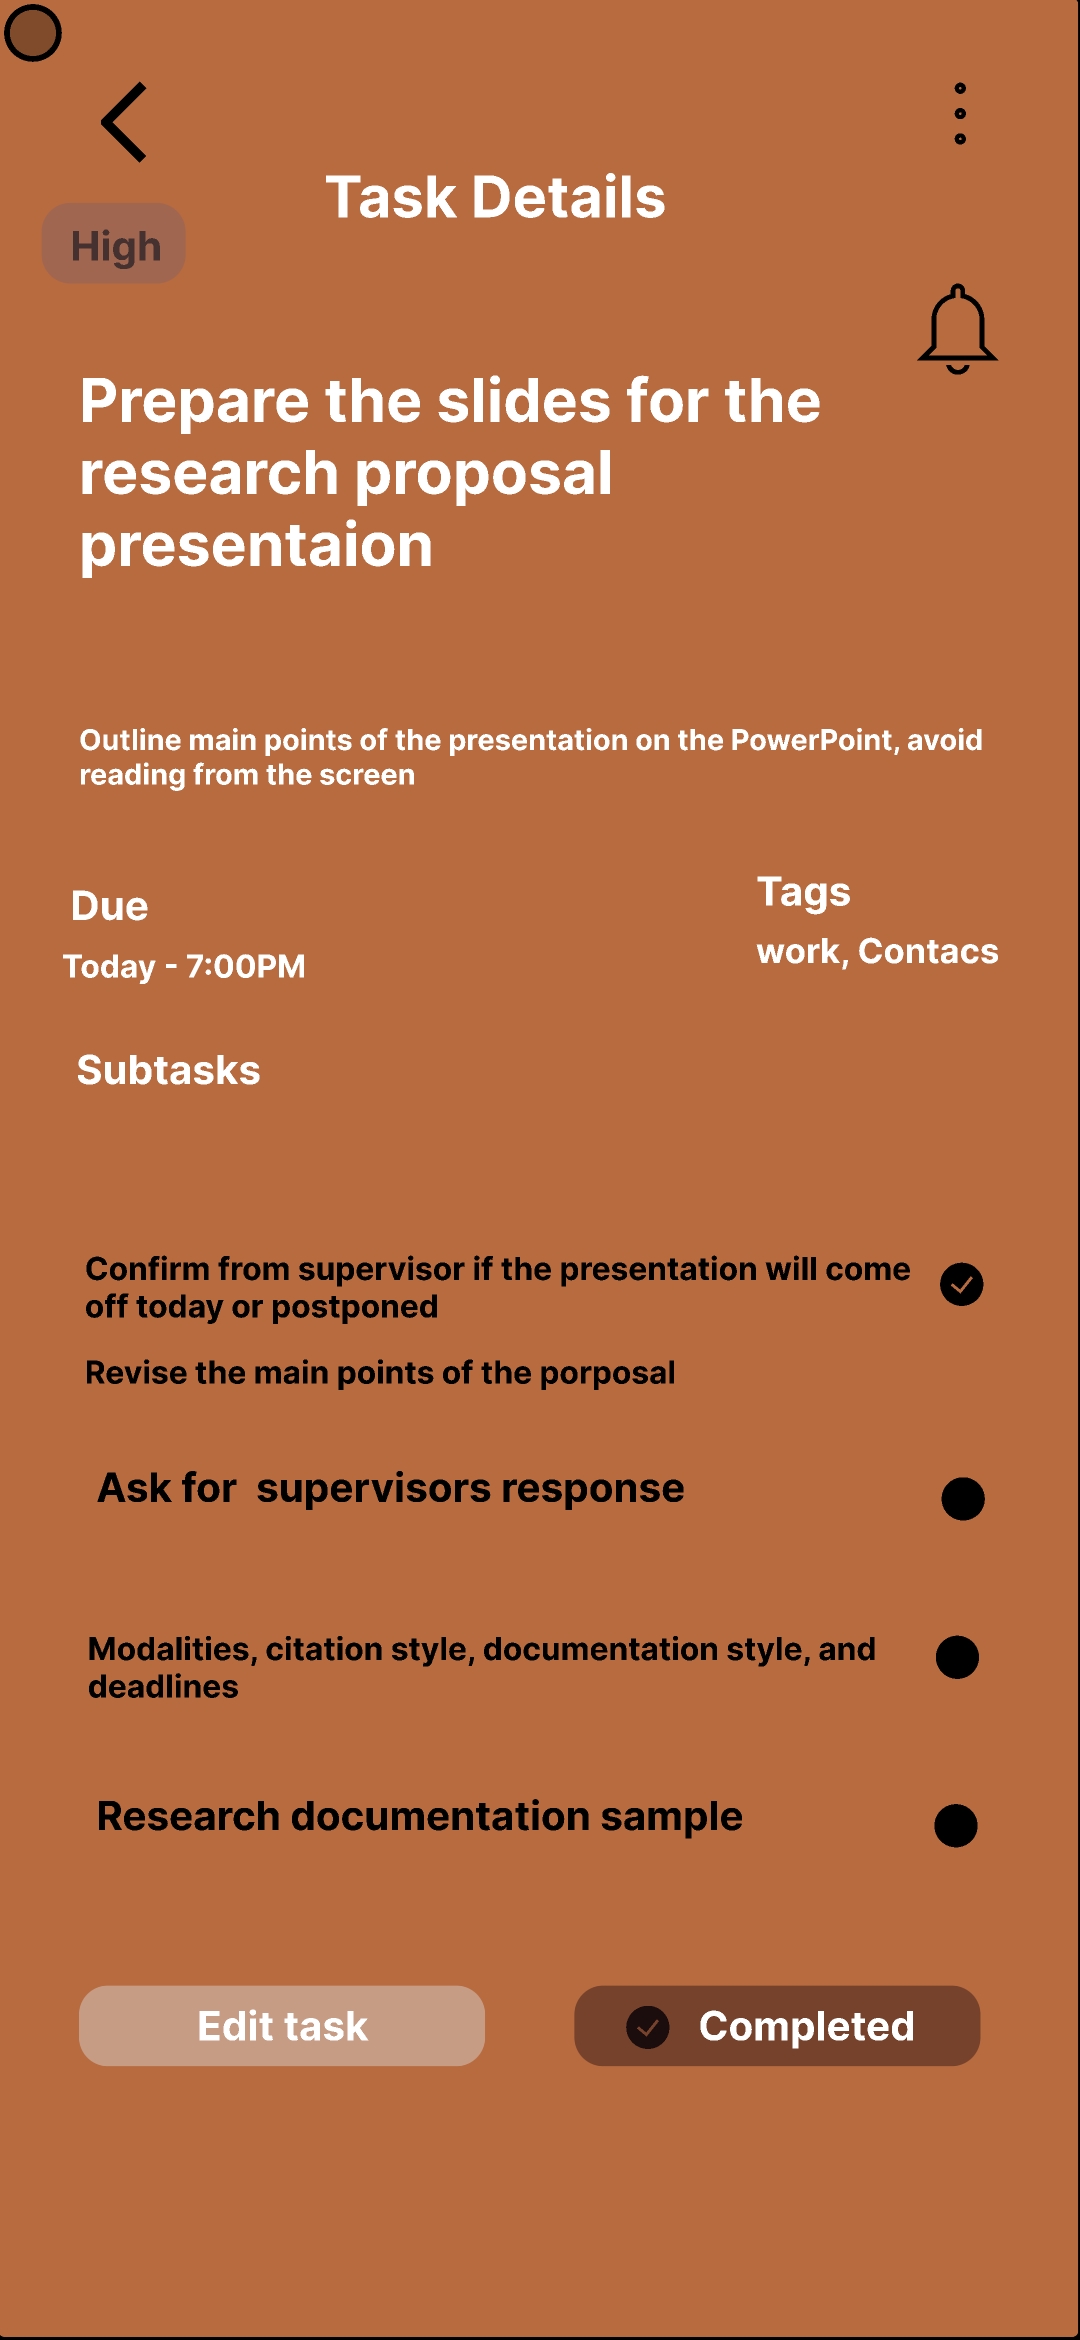 Task Details
High
Prepare the slides for the
research proposal
presentaion
Outline main points of the presentation on the PowerPoint, avoid
reading from the screen
Due
Today - 7:00PM
Tags
work, Contacs
Subtasks
Confirm from supervisor if the presentation will come
off today or postponed
Revise the main points of the porposal
Ask for  supervisors response
Modalities, citation style, documentation style, and
deadlines
Research documentation sample
Edit task
Completed